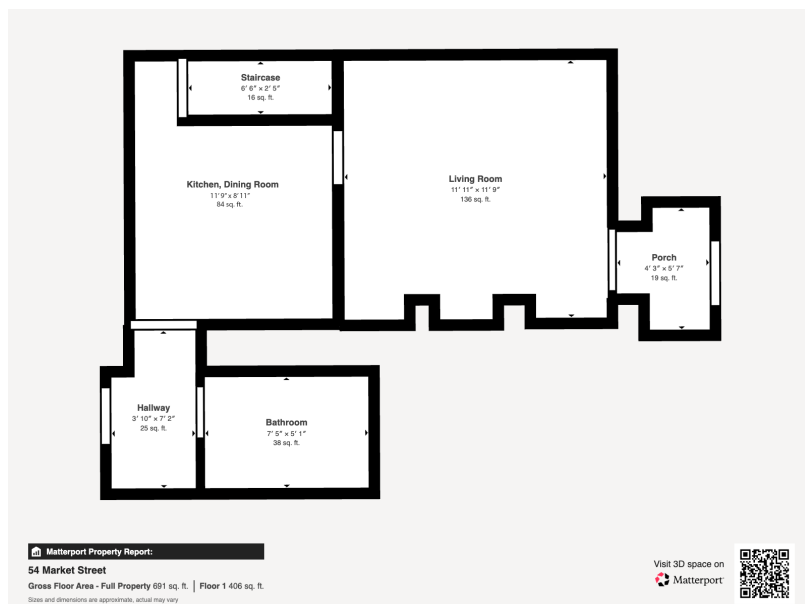 Staircase
6' 6" × 2' 5"
16 sq. ft.
Kitchen, Dining Room
11' 9" x 8' 11"
84 sq. ft.
Living Room
11' 11" × 11' 9"
136 sq. ft.
Porch
4' 3" × 5' 7"
19 sq. ft.
Hallway
3' 10" × 7' 2"
25 sq. ft.
Bathroom
7' 5" × 5' 1"
38 sq. ft.
Matterport Property Report:
54 Market Street
Gross Floor Area - Full Property 691 sq. ft. | Floor 1 406 sq. ft.
Sizes and dimensions are approximate, actual may vary
Visit 3D space on
Matterport